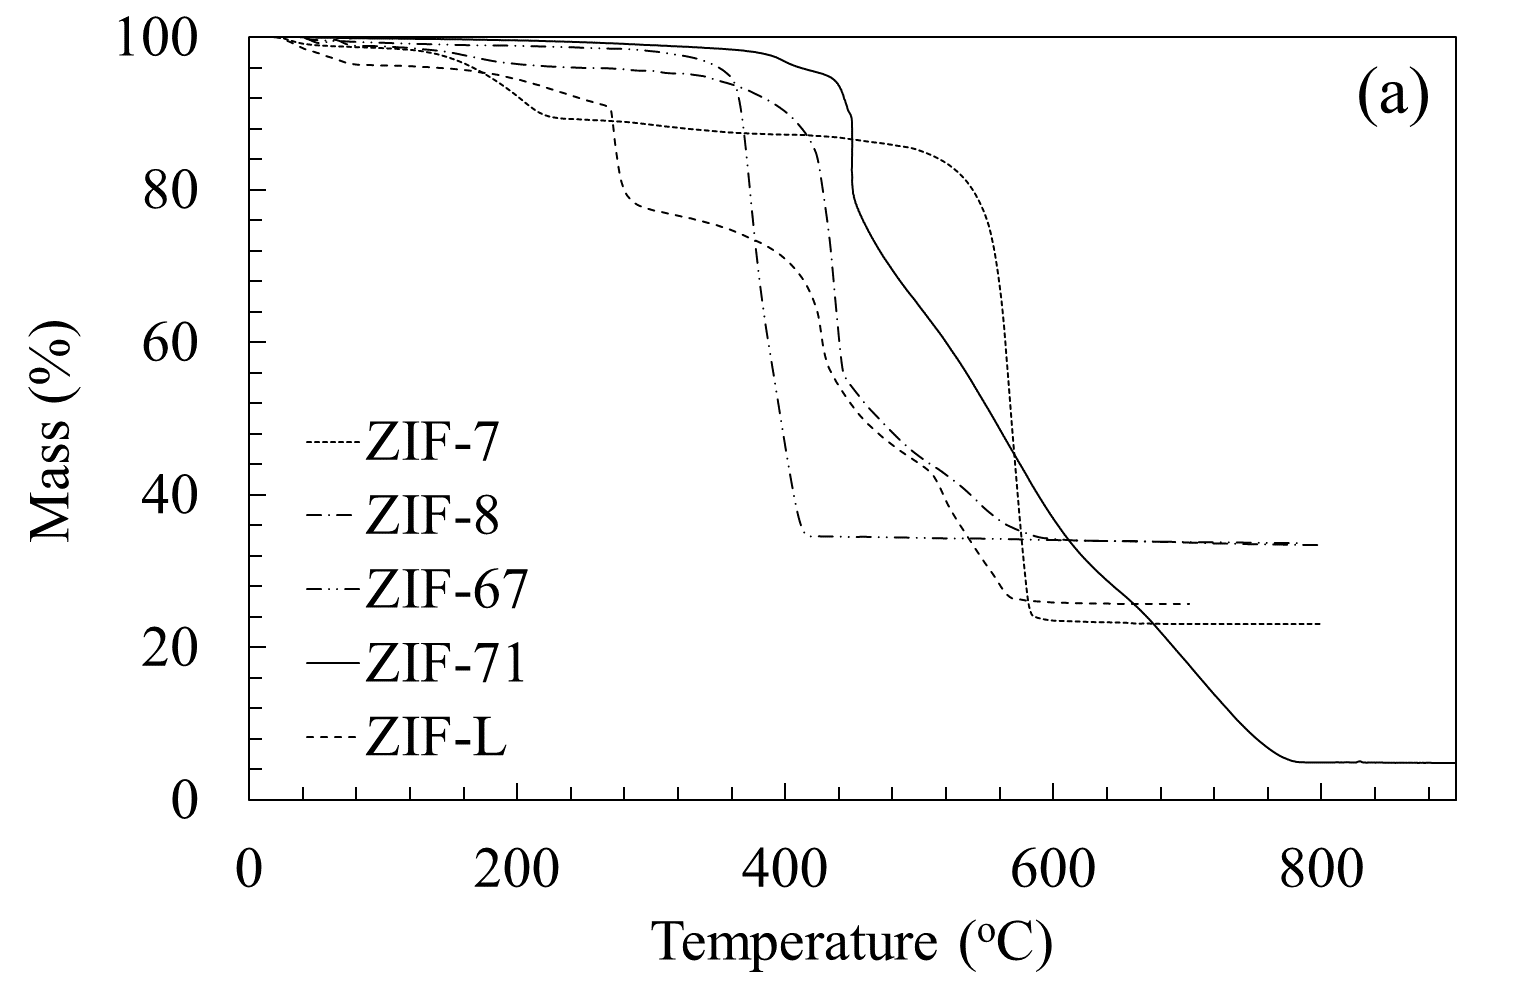 100
(a)
80
60
Mass (%)
ZIF-7
40
ZIF-8
ZIF-67
20
ZIF-71
ZIF-L
0
0 200 400 600 800
Temperature (ºC)